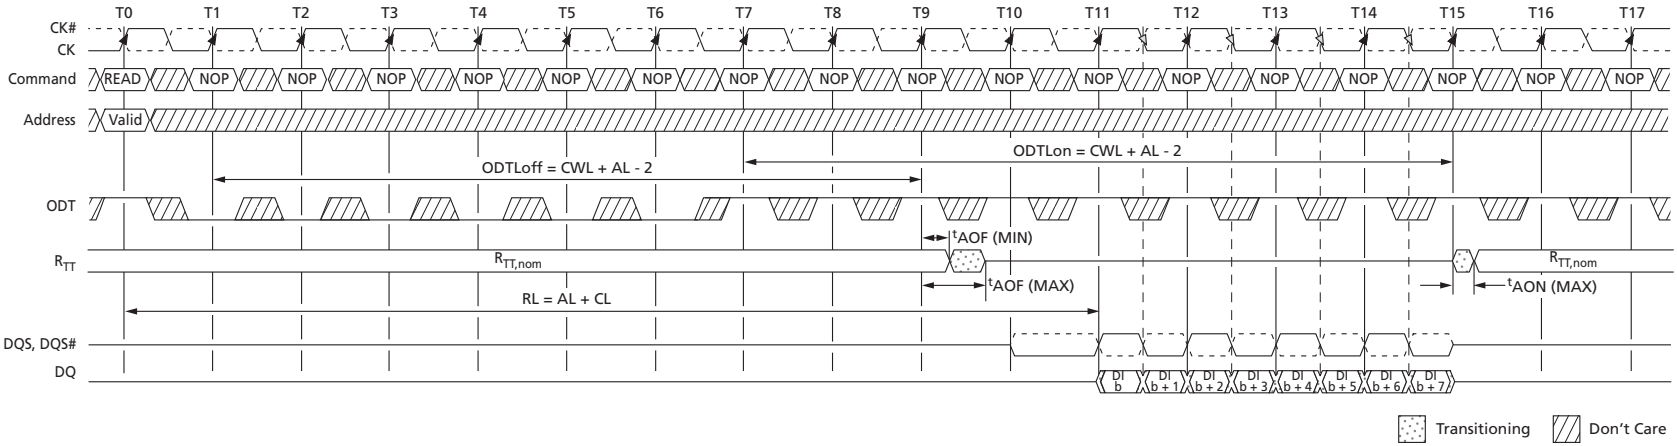 T0 T1 T2 T3 T4 T5 T6 T7 T8 T9 T10 T11 T12 T13 T14 T15 T16 T17
CK#
CK
Command READ NOP NOP NOP NOP NOP NOP NOP NOP NOP NOP NOP NOP NOP NOP NOP NOP NOP
Address Valid
ODTLon = CWL + AL - 2
ODTLoff = CWL + AL - 2
ODT
tAOF (MIN)
RTT RTT,nom RTT,nom
tAOF (MAX) tAON (MAX)
RL = AL + CL
DQS, DQS#
DQ
DI DI DI DI DI DI DI DI
b b + 1 b + 2 b + 3 b + 4 b + 5 b + 6 b + 7
Transitioning Don't Care